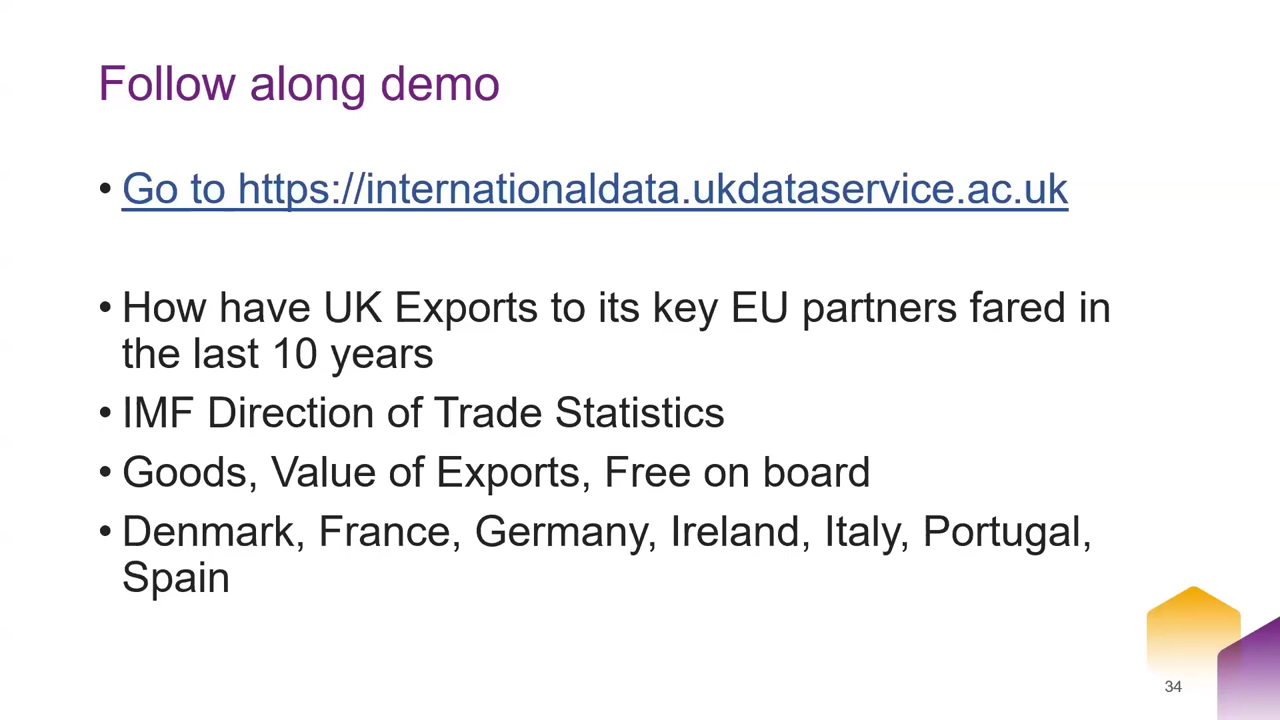 Follow along demo
• Go to https://internationaldata.ukdataservice.ac.uk
• How have UK Exports to its key EU partners fared in
the last 10 years
• IMF Direction of Trade Statistics
• Goods, Value of Exports, Free on board
• Denmark, France, Germany, Ireland, Italy, Portugal,
Spain
34